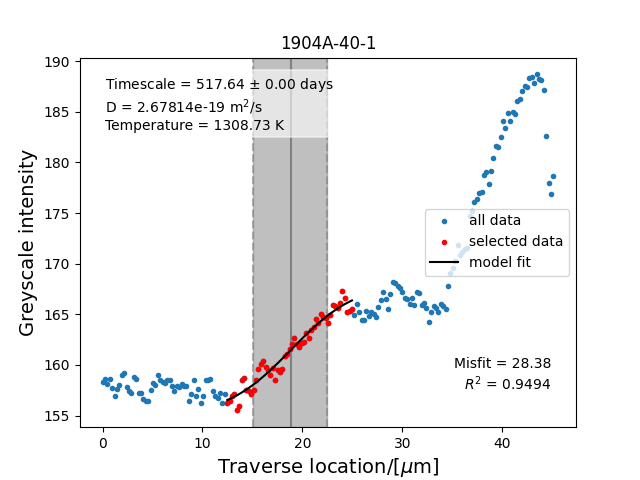 1904A-40-1
Timescale = 517.64 ± 0.00 days
D = 2.67814e-19 m²/s
Temperature = 1308.73 K
190
185
180
175
170
165
160
155
Greyscale intensity
all data
selected data
model fit
Misfit = 28.38
R² = 0.9494
0 10 20 30 40
Traverse location/[μm]